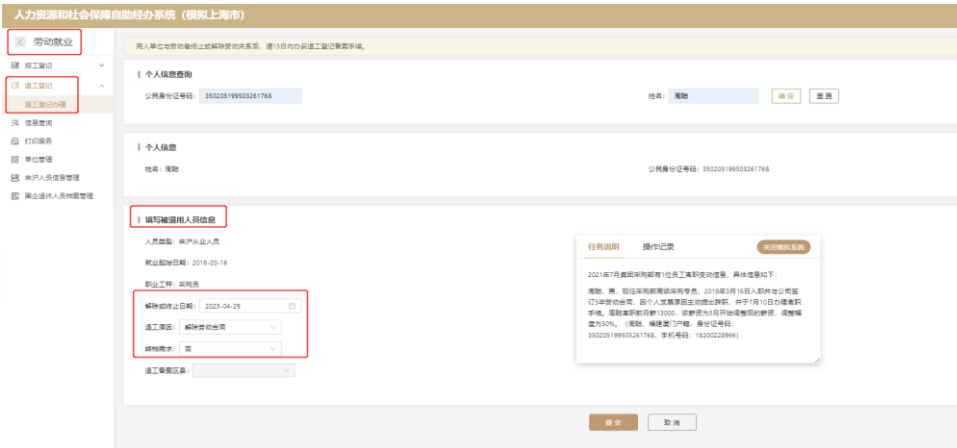 人力资源和社会保障自助经办系统（模拟上海市）
劳动就业
招工登记
退工登记
退工登记办理
信息查询
打印服务
单位管理
来沪人员信息管理
国企退休人员档案管理
用人单位与劳动者终止或解除劳动关系后，请15日内办妥退工登记备案手续。
个人信息查询
公民身份证号码： 350205199503261768 姓名： 周聪 确定 重置
个人信息
姓名：周聪 公民身份证号码：350205199503261768
填写被退用人员信息
人员类型：来沪从业人员
就业起始日期：2018-03-16
职业工种：采购员
解除或终止日期： 2023-04-29
退工原因： 解除劳动合同
转档需求： 否
退工备案区县：
任务说明 操作记录 关闭模拟系统
2021年7月集团采购部有1位员工离职变动信息，具体信息如下：
周聪，男，现任采购部高级采购专员，2018年3月16日入职并与公司签
订5年劳动合同，因个人发展原因主动提出辞职，并于7月10日办理离职
手续。周聪离职前月薪13000，该薪资为3月开始调整后的薪资，调整幅
度为30%。（周聪，福建厦门户籍，身份证号码：
350205199503261768，手机号码：18200228966）
提交 取消